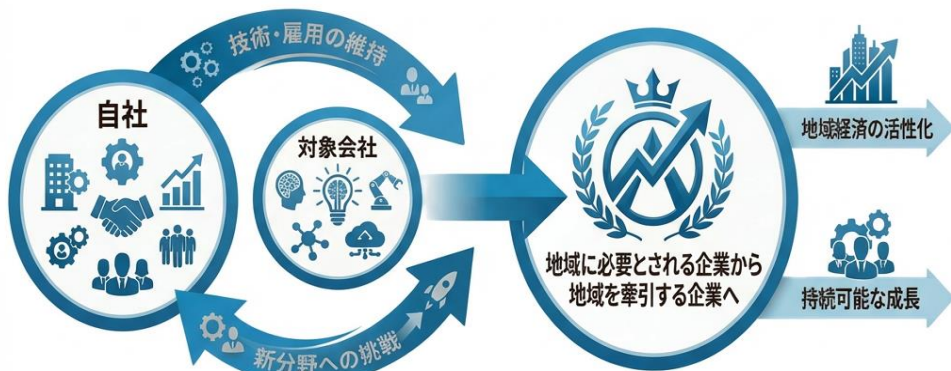 技術・雇用の維持
自社
対象会社
新分野への挑戦
地域に必要とされる企業から
地域を牽引する企業へ
地域経済の活性化
持続可能な成長